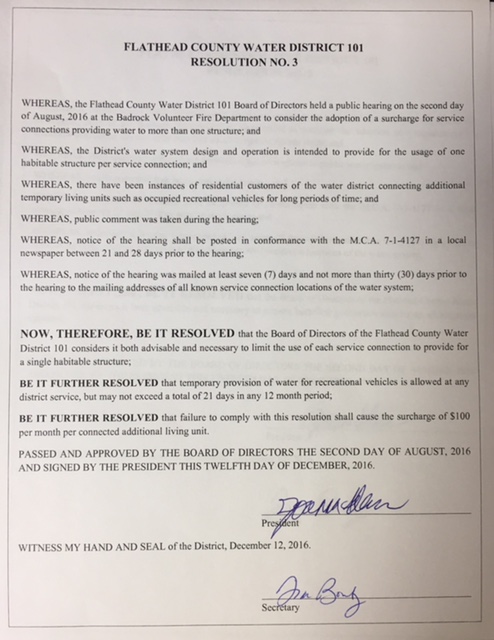 FLATHEAD COUNTY WATER DISTRICT 101
RESOLUTION NO. 3
WHEREAS, the Flathead County Water District 101 Board of Directors held a public hearing on the second day
of August, 2016 at the Badrock Volunteer Fire Department to consider the adoption of a surcharge for service
connections providing water to more than one structure; and
WHEREAS, the District's water system design and operation is intended to provide for the usage of one
habitable structure per service connection; and
WHEREAS, there have been instances of residential customers of the water district connecting additional
temporary living units such as occupied recreational vehicles for long periods of time; and
WHEREAS, public comment was taken during the hearing;
WHEREAS, notice of the hearing shall be posted in conformance with the M.C.A. 7-1-4127 in a local
newspaper between 21 and 28 days prior to the hearing;
WHEREAS, notice of the hearing was mailed at least seven (7) days and not more than thirty (30) days prior to
the hearing to the mailing addresses of all known service connection locations of the water system;
NOW, THEREFORE, BE IT RESOLVED that the Board of Directors of the Flathead County Water
District 101 considers it both advisable and necessary to limit the use of each service connection to provide for
a single habitable structure;
BE IT FURTHER RESOLVED that temporary provision of water for recreational vehicles is allowed at any
district service, but may not exceed a total of 21 days in any 12 month period;
BE IT FURTHER RESOLVED that failure to comply with this resolution shall cause the surcharge of $100
per month per connected additional living unit.
PASSED AND APPROVED BY THE BOARD OF DIRECTORS THE SECOND DAY OF AUGUST, 2016
AND SIGNED BY THE PRESIDENT THIS TWELFTH DAY OF DECEMBER, 2016.
President
WITNESS MY HAND AND SEAL of the District, December 12, 2016.
Secretary